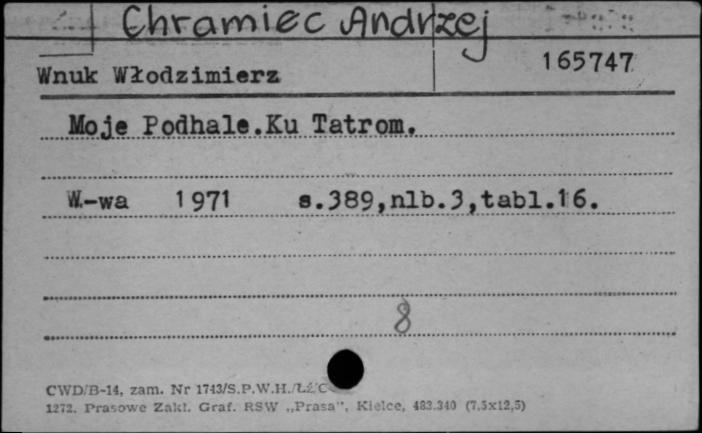 Chramiec Andrzej
Wnuk Włodzimierz 165747
Moje Podhale.Ku Tatrom.
W.-wa 1971 s.389,nlb.3,tabl.16.
8
CWD/B-14, zam. Nr 1743/S.P.W.H./
1272. Prasowe Zakł. Graf. RSW „Prasa”, Kielce, 483.340 (7,5x12,5)